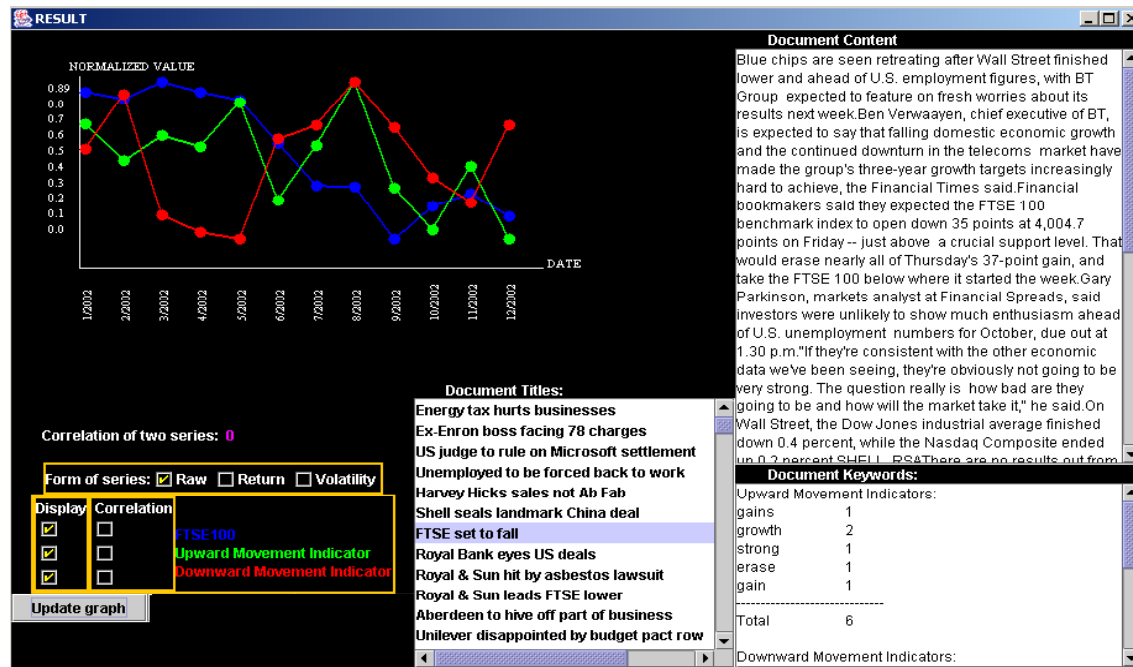 RESULT
NORMALIZED VALUE
0.89
0.0
0.7
0.6
0.5
0.4
0.3
0.2
0.1
0.0
DATE
1/2002
2/2002
3/2002
4/2002
5/2002
6/2002
7/2002
8/2002
9/2002
10/2002
11/2002
12/2002
Correlation of two series: 0
Form of series: Raw Return Volatility
Display Correlation
FTSE100
Upward Movement Indicator
Downward Movement Indicator
Update graph
Document Titles:
Energy tax hurts businesses
Ex-Enron boss facing 78 charges
US judge to rule on Microsoft settlement
Unemployed to be forced back to work
Harvey Hicks sales not Ab Fab
Shell seals landmark China deal
FTSE set to fall
Royal Bank eyes US deals
Royal & Sun hit by asbestos lawsuit
Royal & Sun leads FTSE lower
Aberdeen to hive off part of business
Unilever disappointed by budget pact row
Document Content
Blue chips are seen retreating after Wall Street finished
lower and ahead of U.S. employment figures, with BT
Group expected to feature on fresh worries about its
results next week.Ben Verwaayen, chief executive of BT,
is expected to say that falling domestic economic growth
and the continued downturn in the telecoms market have
made the group's three-year growth targets increasingly
hard to achieve, the Financial Times said.Financial
bookmakers said they expected the FTSE 100
benchmark index to open down 35 points at 4,004.7
points on Friday -- just above a crucial support level. That
would erase nearly all of Thursday's 37-point gain, and
take the FTSE 100 below where it started the week.Gary
Parkinson, markets analyst at Financial Spreads, said
investors were unlikely to show much enthusiasm ahead
of U.S. unemployment numbers for October, due out at
1.30 p.m."If they're consistent with the other economic
data we've been seeing, they're obviously not going to be
very strong. The question really is how bad are they
going to be and how will the market take it," he said.On
Wall Street, the Dow Jones industrial average finished
down 0.4 percent, while the Nasdaq Composite ended
up 0.2 percent.SHELL, RSAThere are no results out from
Document Keywords:
Upward Movement Indicators:
gains 1
growth 2
strong 1
erase 1
gain 1
------------------------------
Total 6
Downward Movement Indicators: